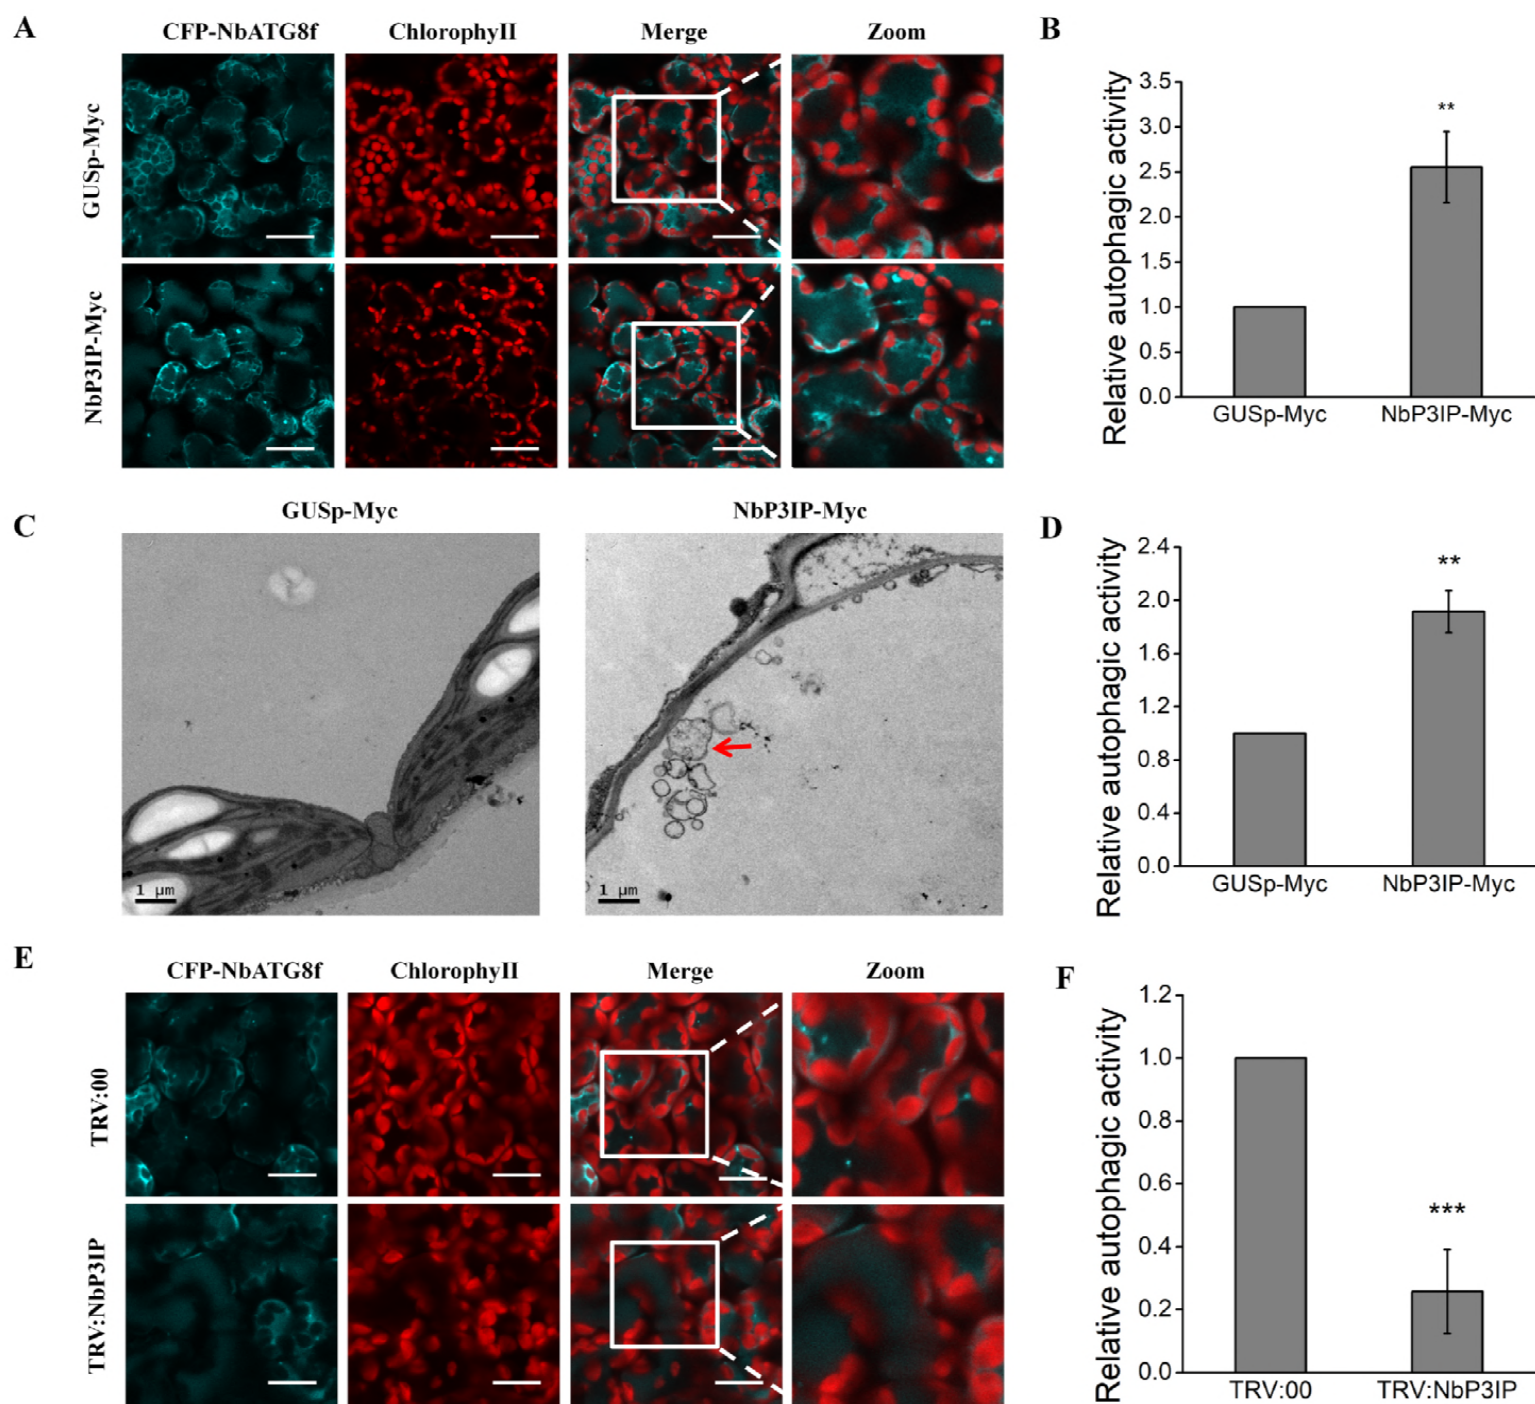 A
CFP-NbATG8f
ChlorophyII
Merge
Zoom
GUSp-Myc
NbP3IP-Myc
B
Relative autophagic activity
3.5
3.0
2.5
2.0
1.5
1.0
0.5
0.0
**
GUSp-Myc
NbP3IP-Myc
C
GUSp-Myc
NbP3IP-Myc
1 μm
1 μm
D
Relative autophagic activity
2.4
2.0
1.6
1.2
0.8
0.4
0.0
**
GUSp-Myc
NbP3IP-Myc
E
CFP-NbATG8f
ChlorophyII
Merge
Zoom
TRV:00
TRV:NbP3IP
F
Relative autophagic activity
1.2
1.0
0.8
0.6
0.4
0.2
0.0
***
TRV:00
TRV:NbP3IP